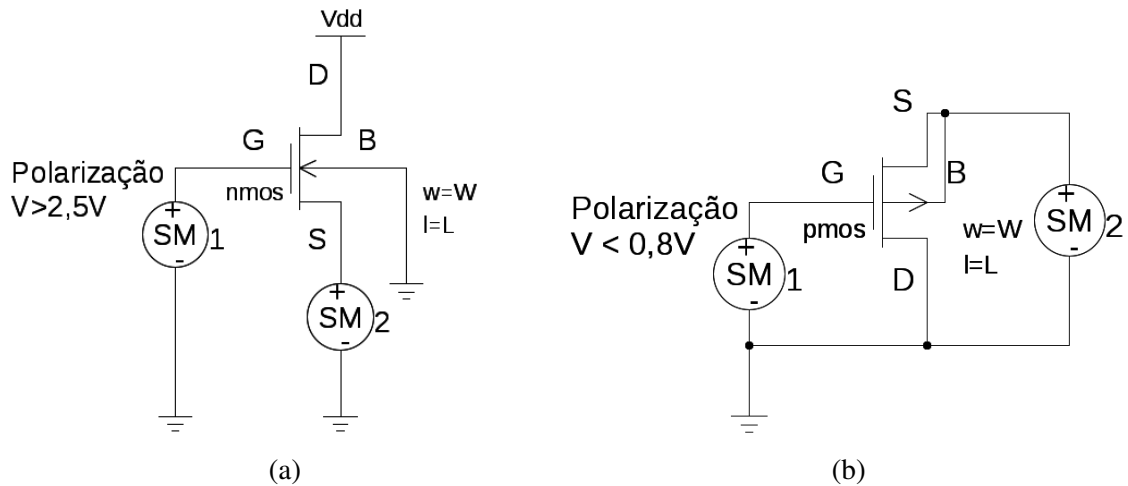 Vdd
D
G
B
Polarização
V>2,5V
nmos
w=W
l=L
+
SM 1
-
S
+
SM 2
-
(a)
S
G
B
Polarização
V < 0,8V
pmos
w=W
l=L
+
SM 2
-
+
SM 1
-
D
(b)